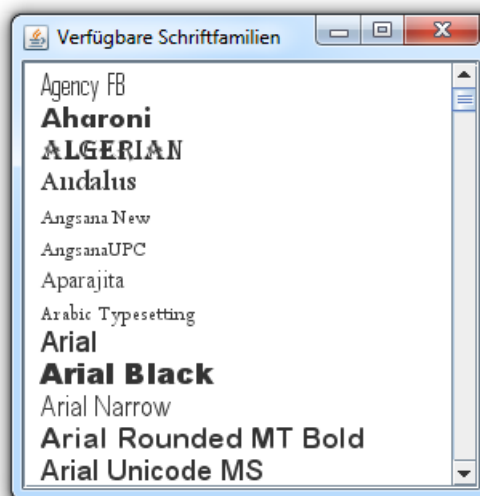 Verfügbare Schriftfamilien
Agency FB
Aharoni
ALGERIAN
Andalus
Angsana New
AngsanaUPC
Aparajita
Arabic Typesetting
Arial
Arial Black
Arial Narrow
Arial Rounded MT Bold
Arial Unicode MS